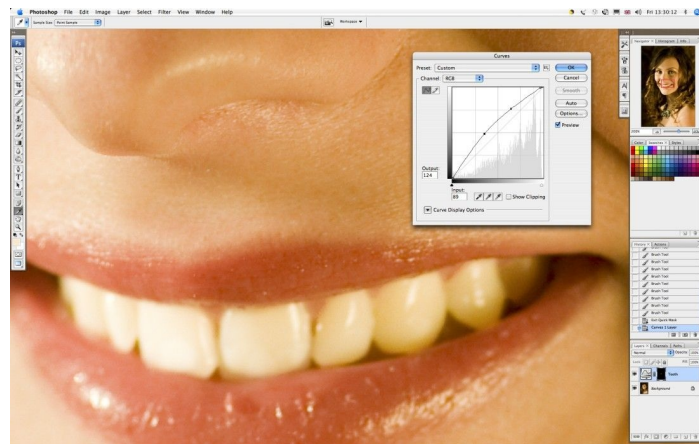 Photoshop File Edit Image Layer Select Filter View Window Help
Fri 13:30:12
Sample Size: Point Sample
Workspace ▼
Curves
Preset: Custom
OK
Channel: RGB
Cancel
Smooth
Auto
Options...
Preview
Output:
124
Input:
89
Show Clipping
Curve Display Options
Ps
Navigator × Histogram Info
Color Swatches × Styles
History × Actions
Brush Tool
Brush Tool
Brush Tool
Brush Tool
Brush Tool
Brush Tool
Brush Tool
Exit Quick Mask
Curves 1 Layer
Layers × Channels Paths
Normal
Opacity:
Lock:
Fill:
Teeth
Background